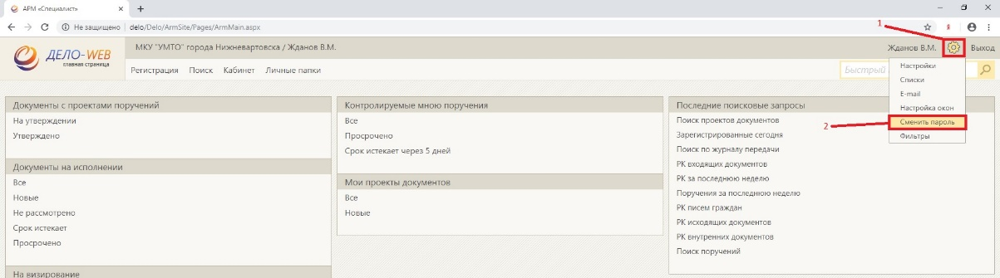 АРМ «Специалист»
Не защищено | delo/Delo/ArmSite/Pages/ArmMain.aspx
1
ДЕЛО-WEB
главная страница
МКУ "УМТО" города Нижневартовска / Жданов В.М.
Жданов В.М.
Выход
Регистрация Поиск Кабинет Личные папки
Быстрый
Настройки
Списки
E-mail
Настройка окон
2
Сменить пароль
Фильтры
Документы с проектами поручений
На утверждении
Утверждено
Документы на исполнении
Все
Новые
Не рассмотрено
Срок истекает
Просрочено
На визирование
Контролируемые мною поручения
Все
Просрочено
Срок истекает через 5 дней
Мои проекты документов
Все
Новые
Последние поисковые запросы
Поиск проектов документов
Зарегистрированные сегодня
Поиск по журналу передачи
РК входящих документов
РК за последнюю неделю
Поручения за последнюю неделю
РК писем граждан
РК исходящих документов
РК внутренних документов
Поиск поручений